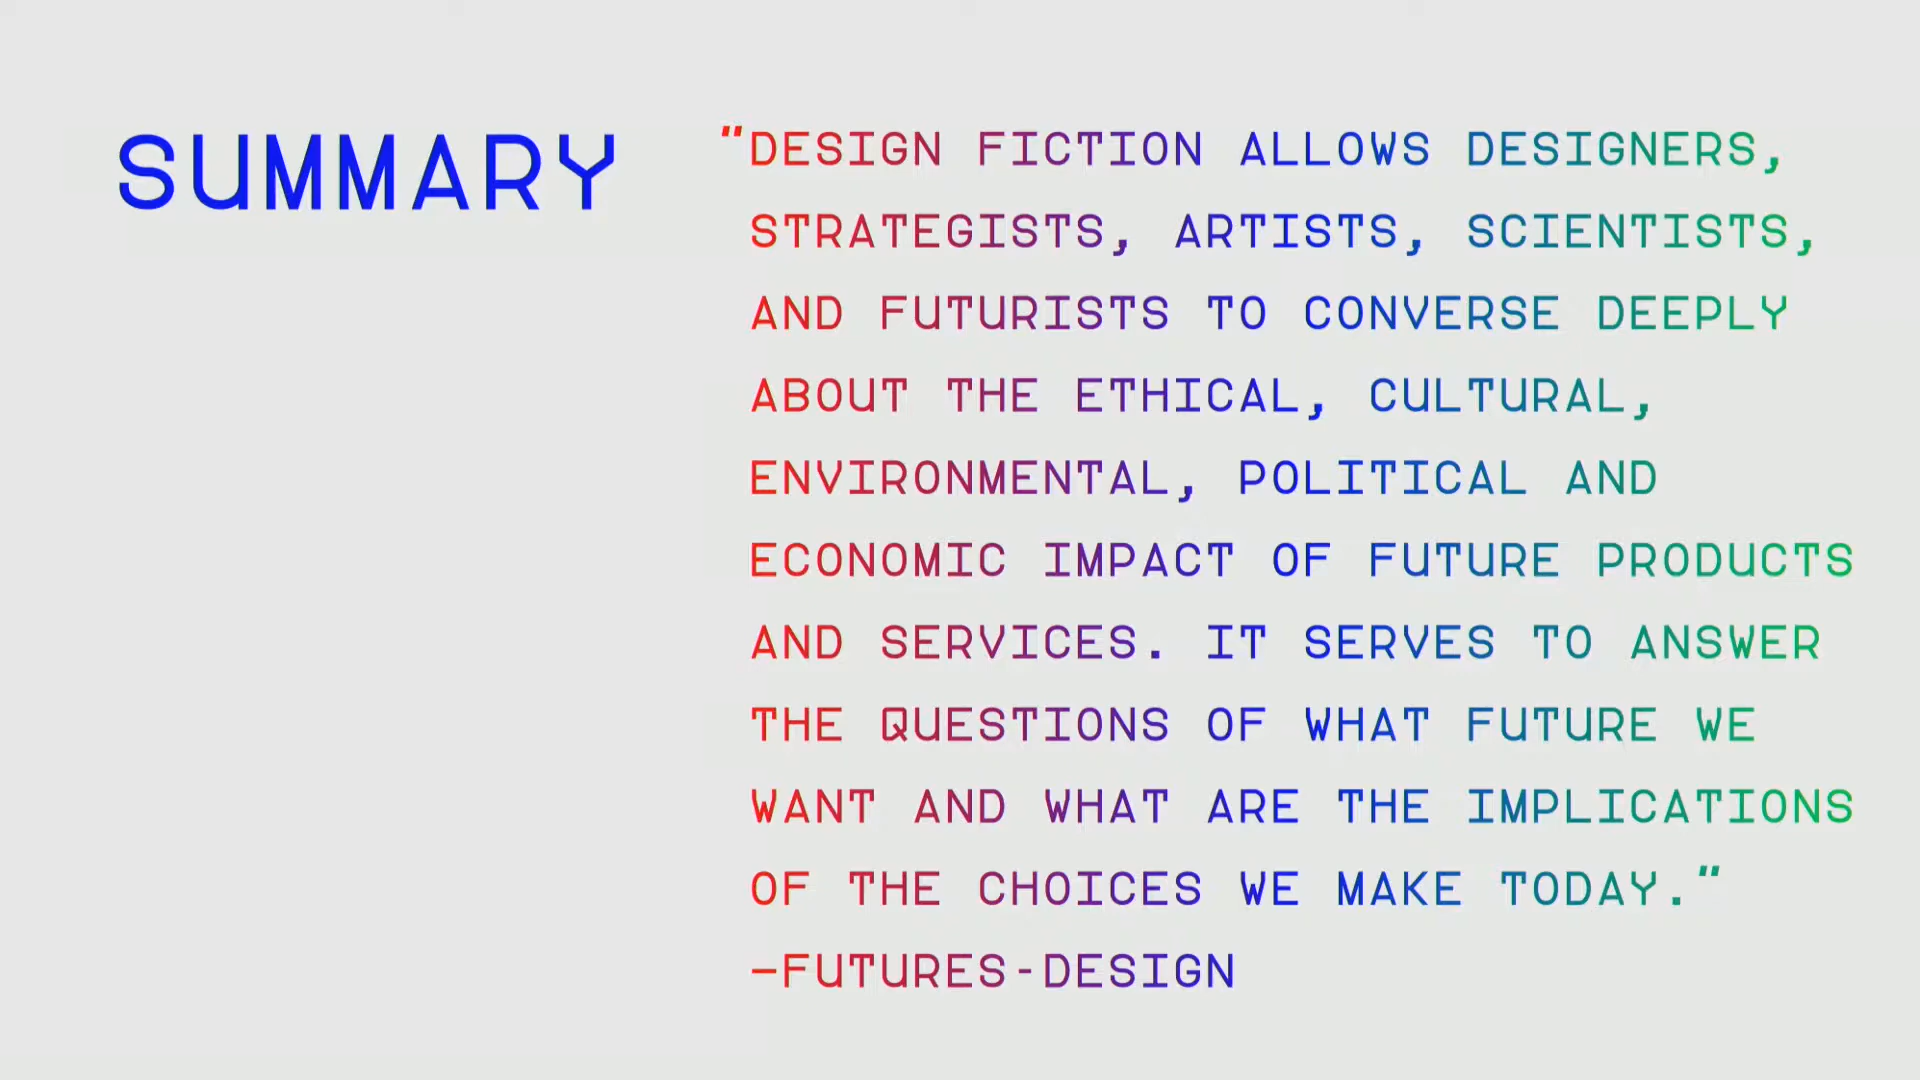 SUMMARY
"DESIGN FICTION ALLOWS DESIGNERS,
STRATEGISTS, ARTISTS, SCIENTISTS,
AND FUTURISTS TO CONVERSE DEEPLY
ABOUT THE ETHICAL, CULTURAL,
ENVIRONMENTAL, POLITICAL AND
ECONOMIC IMPACT OF FUTURE PRODUCTS
AND SERVICES. IT SERVES TO ANSWER
THE QUESTIONS OF WHAT FUTURE WE
WANT AND WHAT ARE THE IMPLICATIONS
OF THE CHOICES WE MAKE TODAY."
—FUTURES-DESIGN